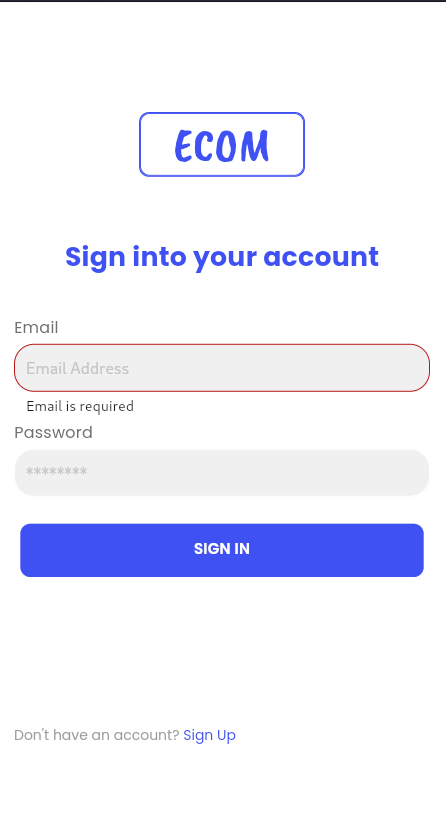 ECOM
Sign into your account
Email
Email Address
Email is required
Password
********
SIGN IN
Don't have an account? Sign Up